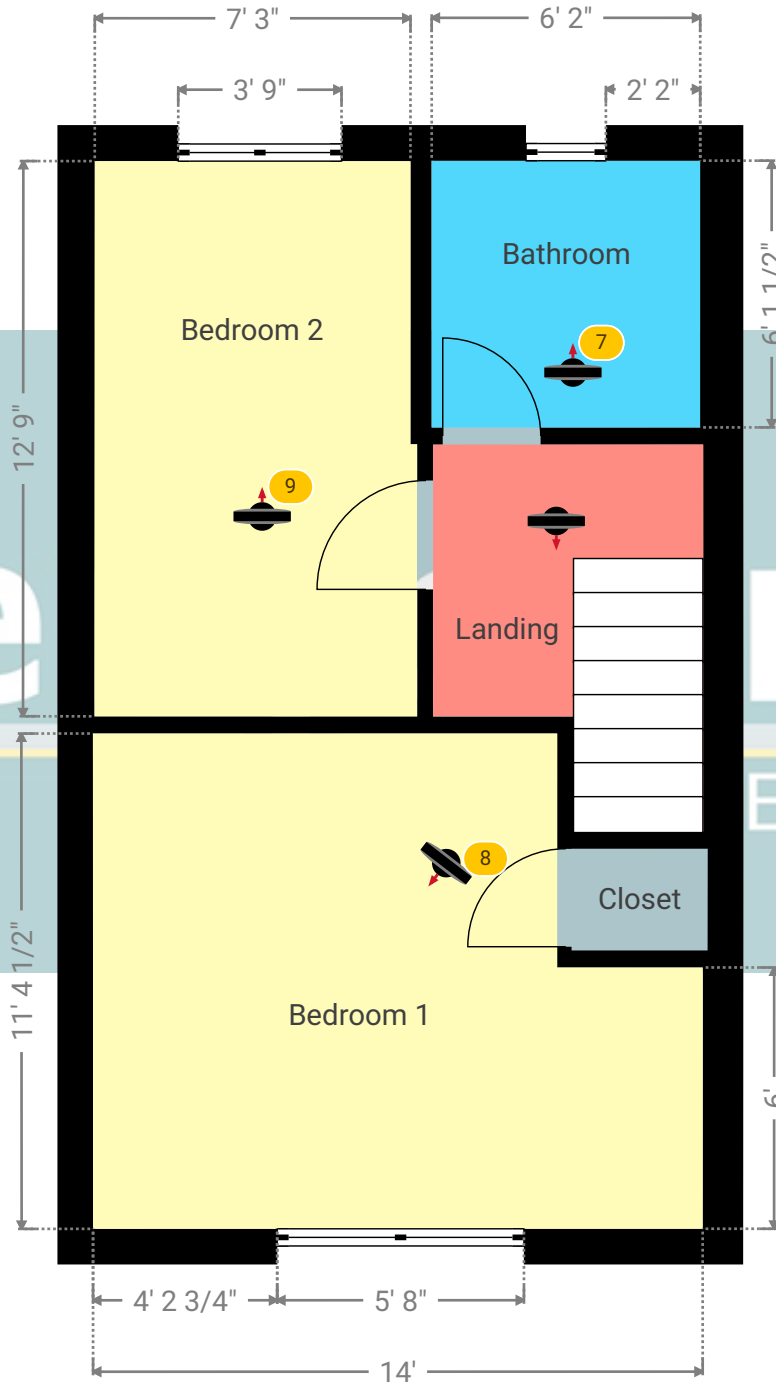 7' 3"
6' 2"
3' 9"
2' 2"
Bathroom
6' 1 1/2"
Bedroom 2
7
12' 9"
9
e
Landing
E
8
Closet
11' 4 1/2"
Bedroom 1
6'
4' 2 3/4"
5' 8"
14'